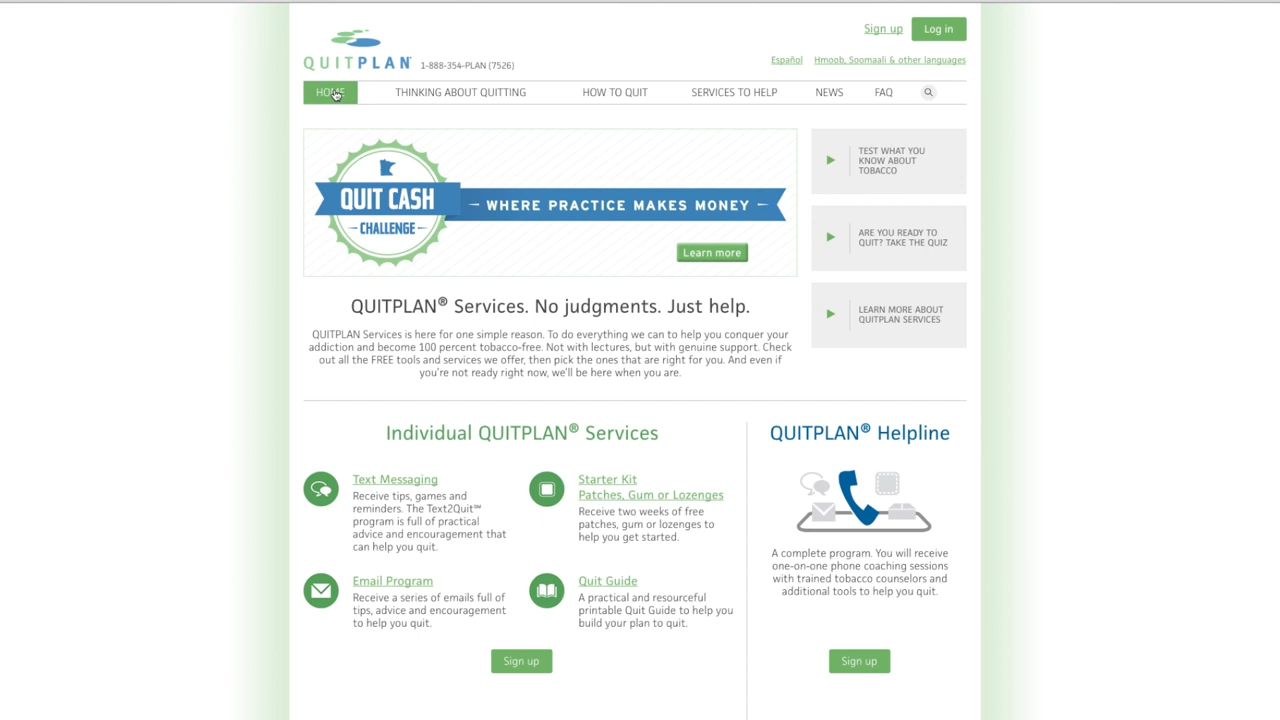 Sign up
Log in
QUITPLAN®
1-888-354-PLAN (7526)
Español
Hmoob, Soomaali & other languages
HOME
THINKING ABOUT QUITTING
HOW TO QUIT
SERVICES TO HELP
NEWS
FAQ
QUIT CASH
CHALLENGE
WHERE PRACTICE MAKES MONEY
Learn more
TEST WHAT YOU
KNOW ABOUT
TOBACCO
ARE YOU READY TO
QUIT? TAKE THE QUIZ
LEARN MORE ABOUT
QUITPLAN SERVICES
QUITPLAN® Services. No judgments. Just help.
QUITPLAN Services is here for one simple reason. To do everything we can to help you conquer your
addiction and become 100 percent tobacco-free. Not with lectures, but with genuine support. Check
out all the FREE tools and services we offer, then pick the ones that are right for you. And even if
you're not ready right now, we'll be here when you are.
Individual QUITPLAN® Services
Text Messaging
Receive tips, games and
reminders. The Text2Quit℠
program is full of practical
advice and encouragement that
can help you quit.
Starter Kit
Patches, Gum or Lozenges
Receive two weeks of free
patches, gum or lozenges to
help you get started.
Email Program
Receive a series of emails full of
tips, advice and encouragement
to help you quit.
Quit Guide
A practical and resourceful
printable Quit Guide to help you
build your plan to quit.
Sign up
QUITPLAN® Helpline
A complete program. You will receive
one-on-one phone coaching sessions
with trained tobacco counselors and
additional tools to help you quit.
Sign up